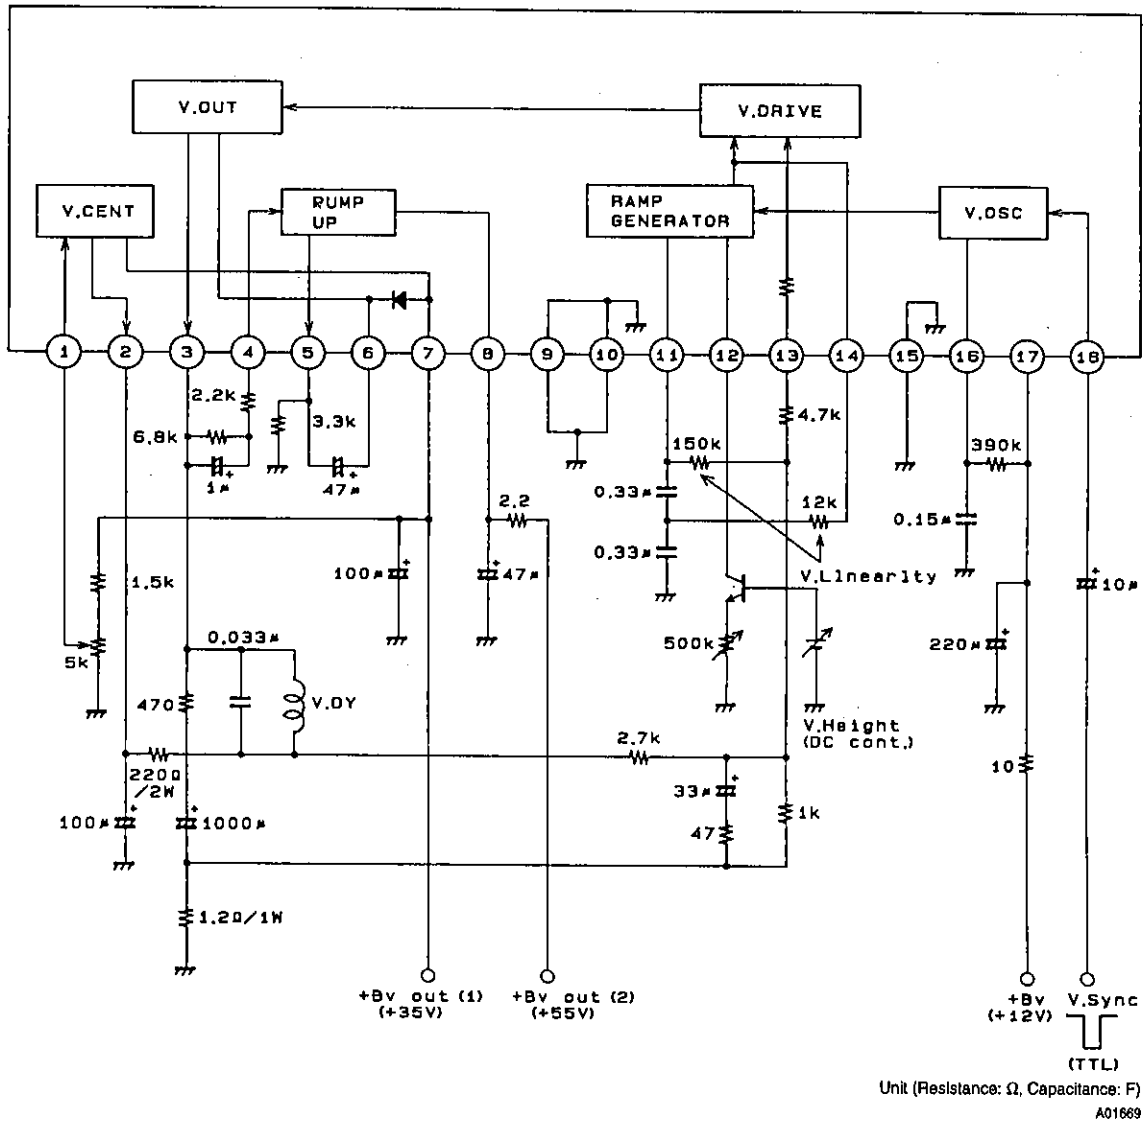 V.OUT
V.DRIVE
V.CENT
RUMP
UP
RAMP
GENERATOR
V.OSC
1 2 3 4 5 6 7 8 9 10 11 12 13 14 15 16 17 18
2.2k
6.8k
1μ
3.3k
47μ
4.7k
150k
390k
0.33μ
2.2
12k
0.15μ
0.33μ
1.5k
100μ
47μ
V.Linearity
10μ
0.033μ
5k
500k
220μ
470
V.DY
V.Height
(DC cont.)
2.7k
220Ω
/2W
10
33μ
1k
100μ
1000μ
47
1.2Ω/1W
+Bv out (1)
(+35V)
+Bv out (2)
(+55V)
+Bv
(+12V)
V.Sync
(TTL)
Unit (Resistance: Ω, Capacitance: F)
A01669